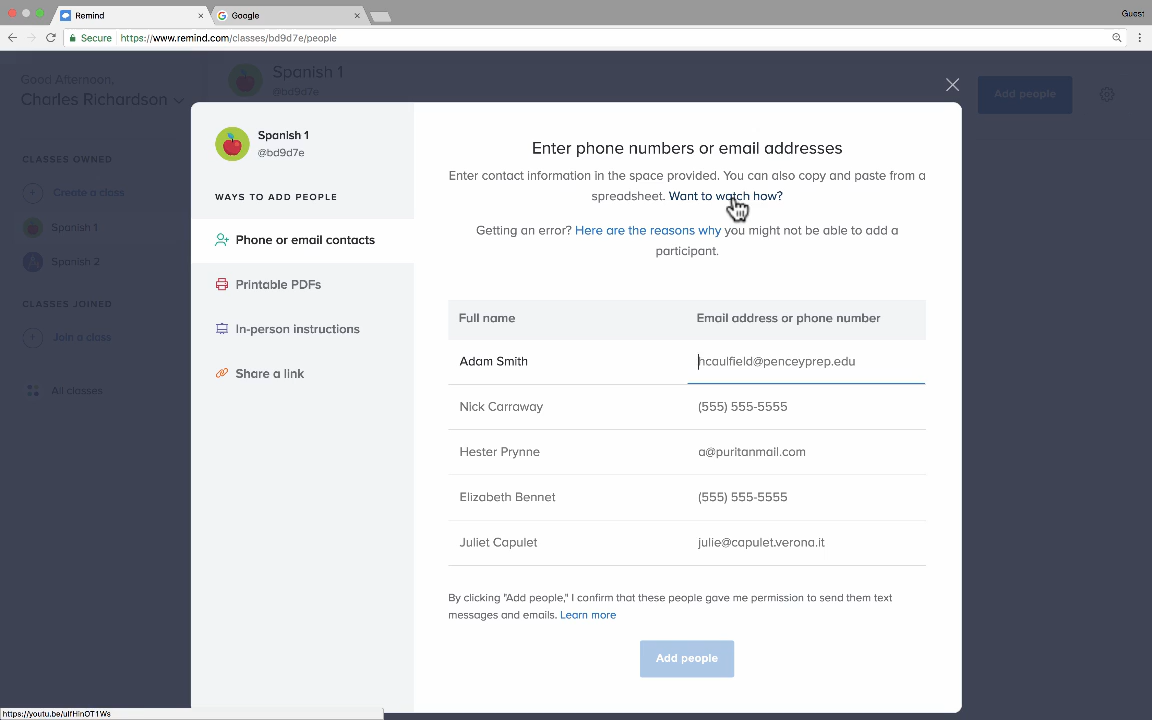 Remind
Google
Guest
Secure
https://www.remind.com/classes/bd9d7e/people
Good Afternoon,
Charles Richardson
CLASSES OWNED
Create a class
Spanish 1
Spanish 2
CLASSES JOINED
Join a class
All classes
Spanish 1
@bd9d7e
Add people
Spanish 1
@bd9d7e
WAYS TO ADD PEOPLE
Phone or email contacts
Printable PDFs
In-person instructions
Share a link
Enter phone numbers or email addresses
Enter contact information in the space provided. You can also copy and paste from a
spreadsheet. Want to watch how?
Getting an error? Here are the reasons why you might not be able to add a
participant.
Full name Email address or phone number
Adam Smith hcaulfield@penceyprep.edu
Nick Carraway (555) 555-5555
Hester Prynne a@puritanmail.com
Elizabeth Bennet (555) 555-5555
Juliet Capulet julie@capulet.verona.it
By clicking "Add people," I confirm that these people gave me permission to send them text
messages and emails. Learn more
Add people